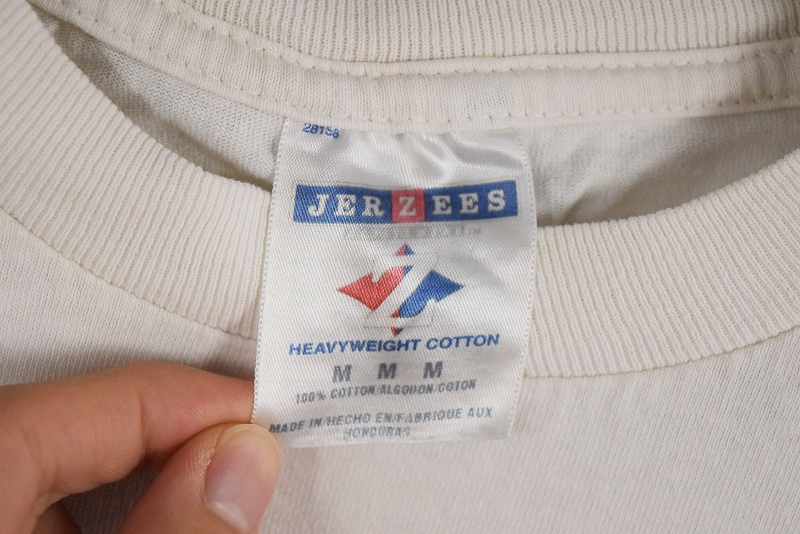 28158
JERZEES
HEAVYWEIGHT COTTON
M M M
100% COTTON/ALGODON/COTON
MADE IN/HECHO EN/FABRIQUE AUX
HONDURAS